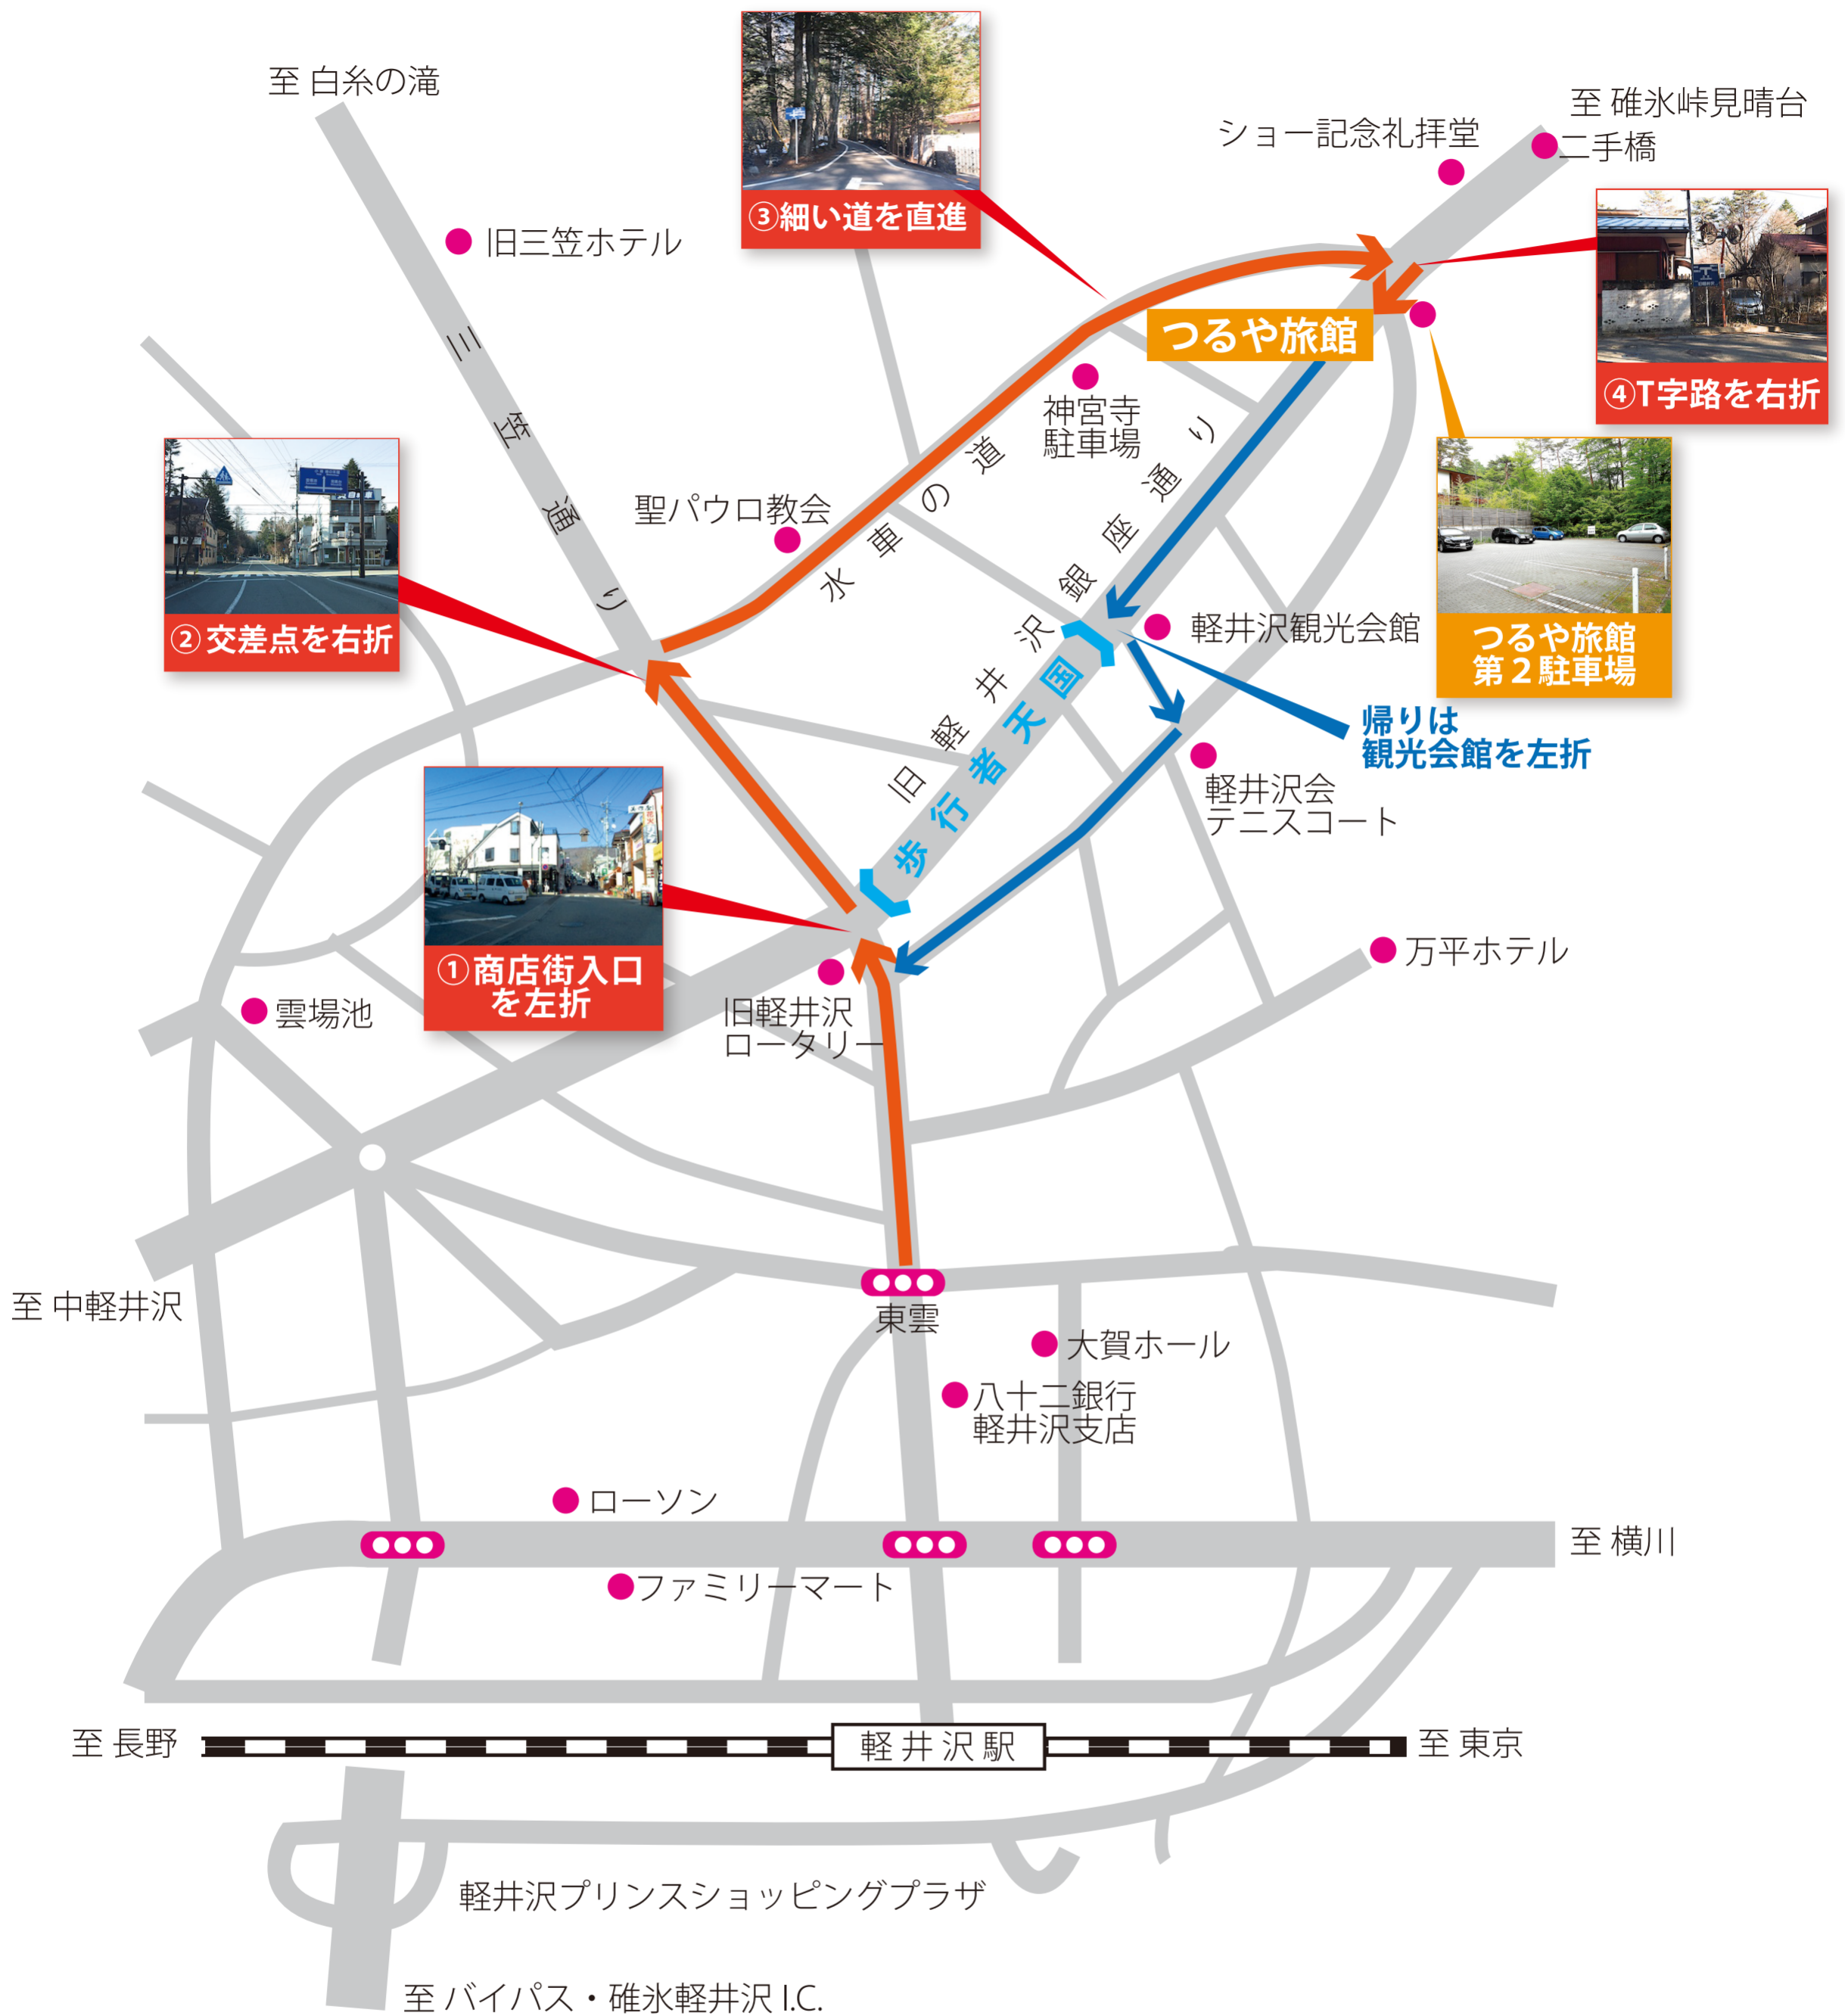 至 白糸の滝
至 碓氷峠見晴台
ショー記念礼拝堂
二手橋
③細い道を直進
旧三笠ホテル
つるや旅館
④T字路を右折
三笠通り
神宮寺
駐車場
水車の道
旧軽井沢銀座通り
聖パウロ教会
②交差点を右折
つるや旅館
第2駐車場
軽井沢観光会館
歩行者天国
帰りは
観光会館を左折
軽井沢会
テニスコート
①商店街入口
を左折
万平ホテル
雲場池
旧軽井沢
ロータリー
至 中軽井沢
東雲
大賀ホール
八十二銀行
軽井沢支店
ローソン
至 横川
ファミリーマート
至 長野
軽井沢駅
至 東京
軽井沢プリンスショッピングプラザ
至 バイパス・碓氷軽井沢 I.C.